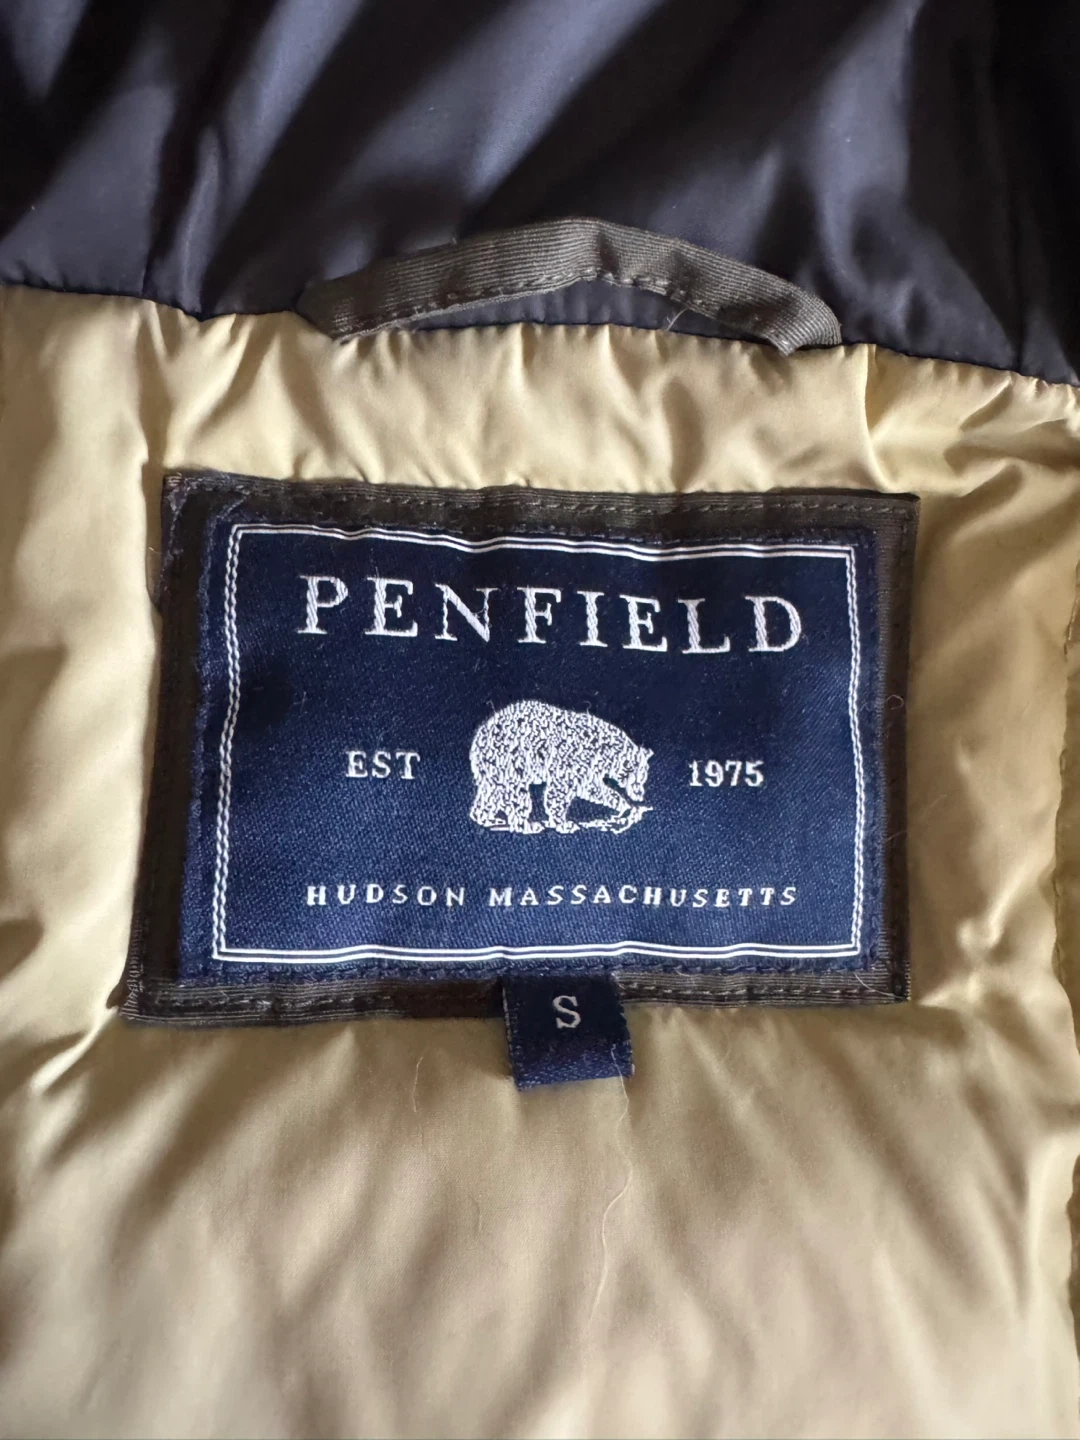 PENFIELD
EST 1975
HUDSON MASSACHUSETTS
S